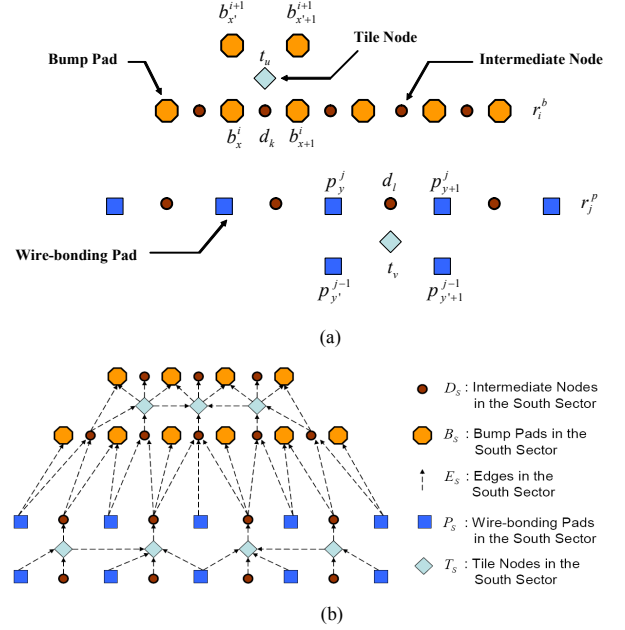 b_{x'}^{i+1} b_{x'+1}^{i+1}
Tile Node
Bump Pad
t_u
Intermediate Node
r_i^b
b_x^i d_k b_{x+1}^i
p_y^j d_l p_{y+1}^j
r_j^p
Wire-bonding Pad
t_v
p_{y'}^{j-1} p_{y'+1}^{j-1}
(a)
D_S : Intermediate Nodes
in the South Sector
B_S : Bump Pads in the
South Sector
E_S : Edges in the
South Sector
P_S : Wire-bonding Pads
in the South Sector
T_S : Tile Nodes in the
South Sector
(b)